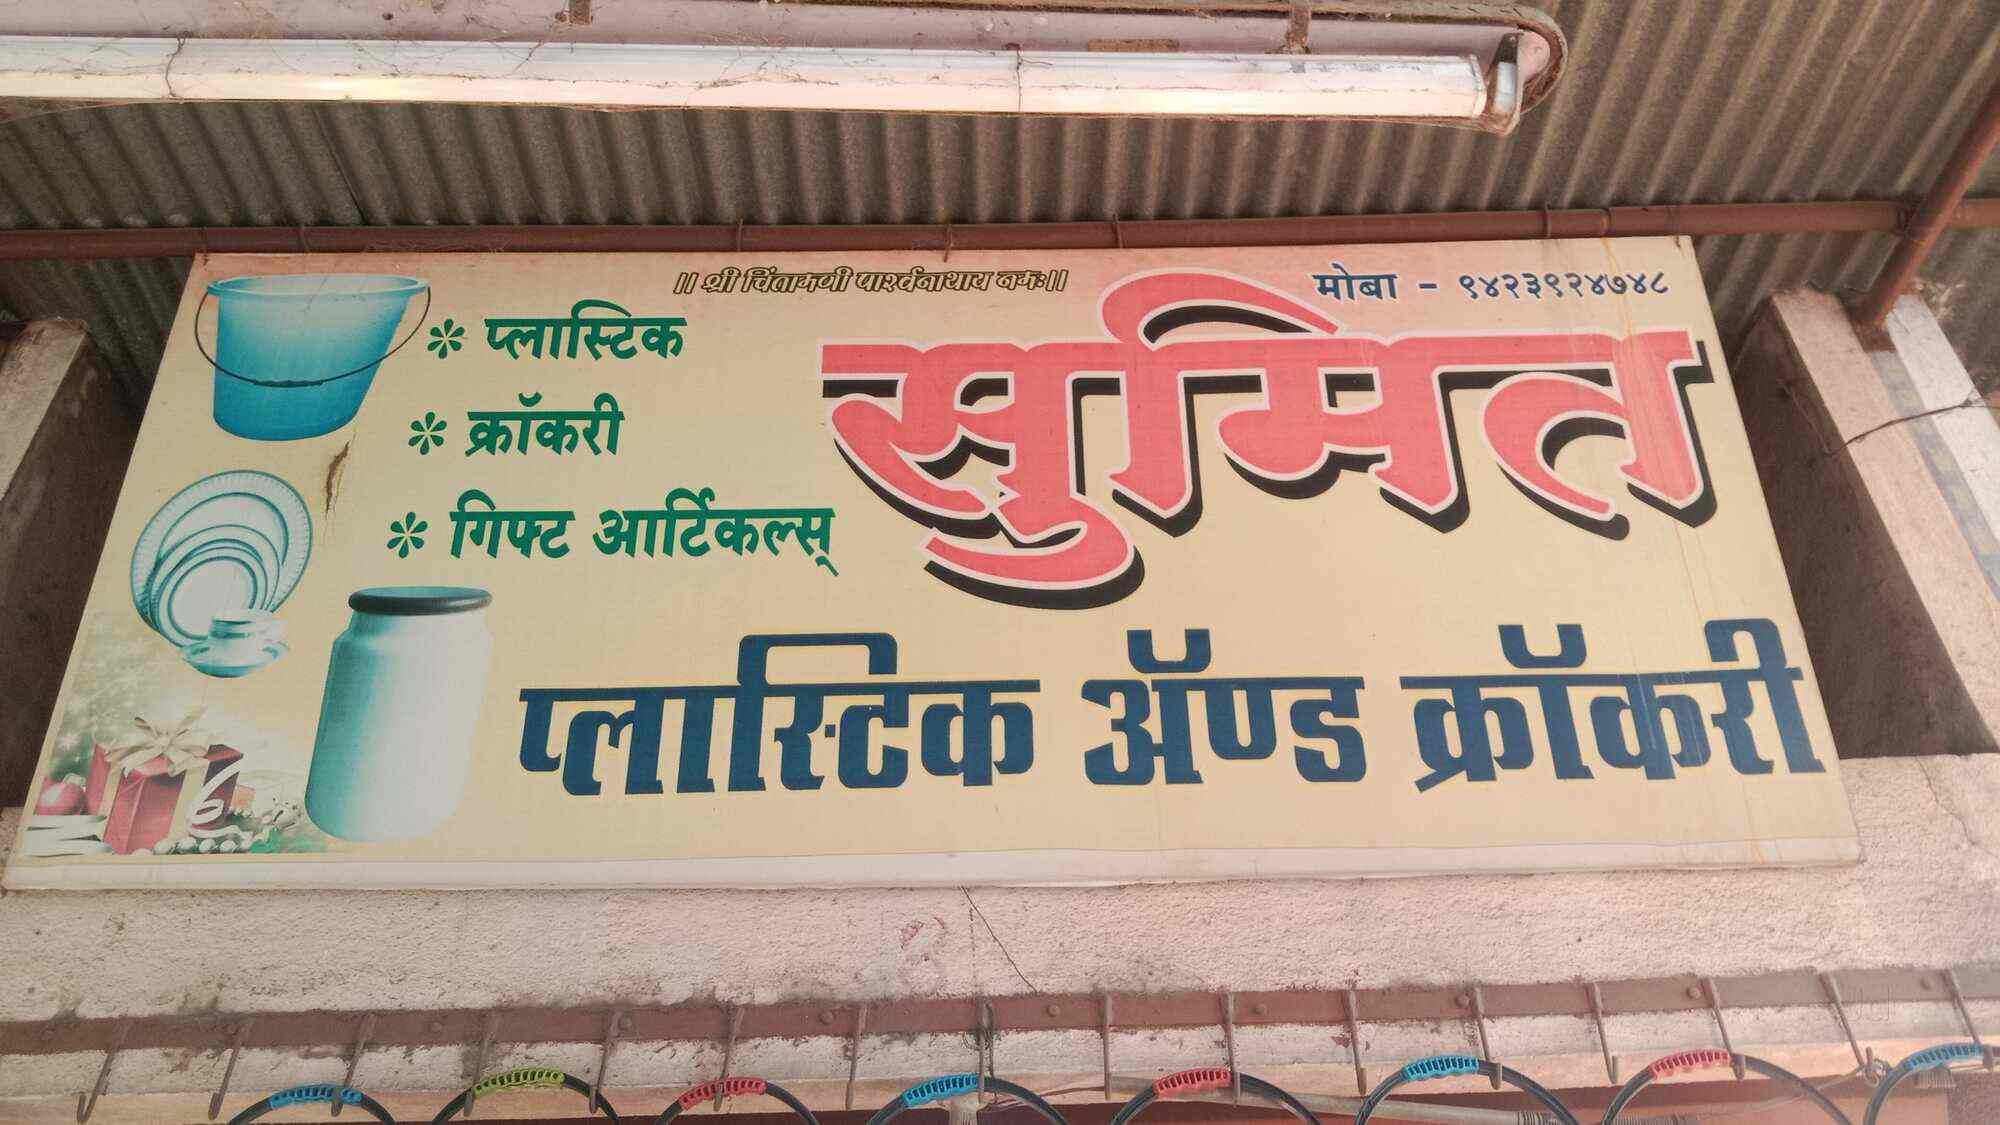 ॥ श्री चिंतामणी पार्श्वनाथाय नमः॥
मोबा - ९४२३९२४७४८
* प्लास्टिक
* क्रॉकरी
* गिफ्ट आर्टिकल्स्
सुमित
प्लास्टिक ॲण्ड क्रॉकरी